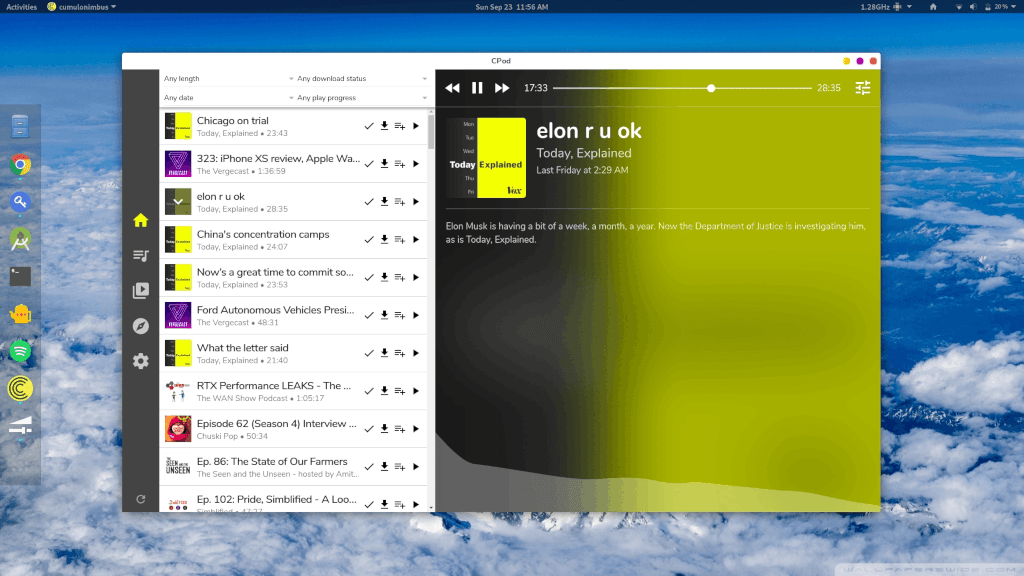 Activities cumulonimbus Sun Sep 23 11:56 AM 1.28GHz 20%
CPod
Any length Any download status
Any date Any play progress
Chicago on trial
Today, Explained • 23:43
323: iPhone XS review, Apple Wa...
The Vergecast • 1:36:59
elon r u ok
Today, Explained • 28:35
China's concentration camps
Today, Explained • 24:07
Now's a great time to commit so...
Today, Explained • 23:53
Ford Autonomous Vehicles Presi...
The Vergecast • 48:31
What the letter said
Today, Explained • 21:40
RTX Performance LEAKS - The ...
The WAN Show Podcast • 1:05:17
Episode 62 (Season 4) Interview ...
Chuski Pop • 50:34
Ep. 86: The State of Our Farmers
The Seen and the Unseen - hosted by Amit...
Ep. 102: Pride, Simblified - A Loo...
Simblified • 47:27
17:33 28:35
Mon
Tue
Wed
Today Explained
Thu
Fri Vox
elon r u ok
Today, Explained
Last Friday at 2:29 AM
Elon Musk is having a bit of a week, a month, a year. Now the Department of Justice is investigating him,
as is Today, Explained.
WALLPAPERSWIDE.COM